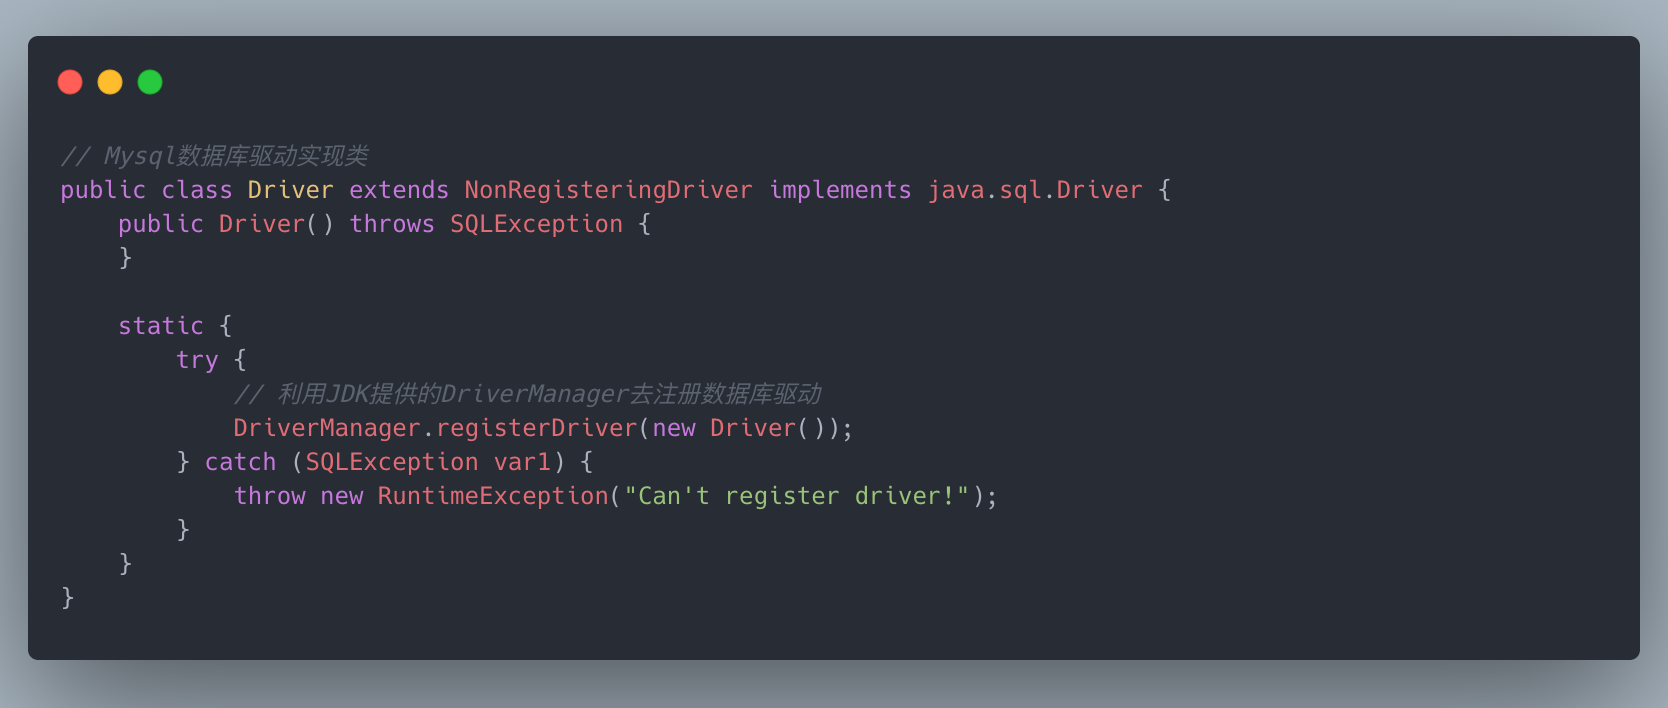 // Mysql数据库驱动实现类
public class Driver extends NonRegisteringDriver implements java.sql.Driver {
    public Driver() throws SQLException {
    }

    static {
        try {
            // 利用JDK提供的DriverManager去注册数据库驱动
            DriverManager.registerDriver(new Driver());
        } catch (SQLException var1) {
            throw new RuntimeException("Can't register driver!");
        }
    }
}